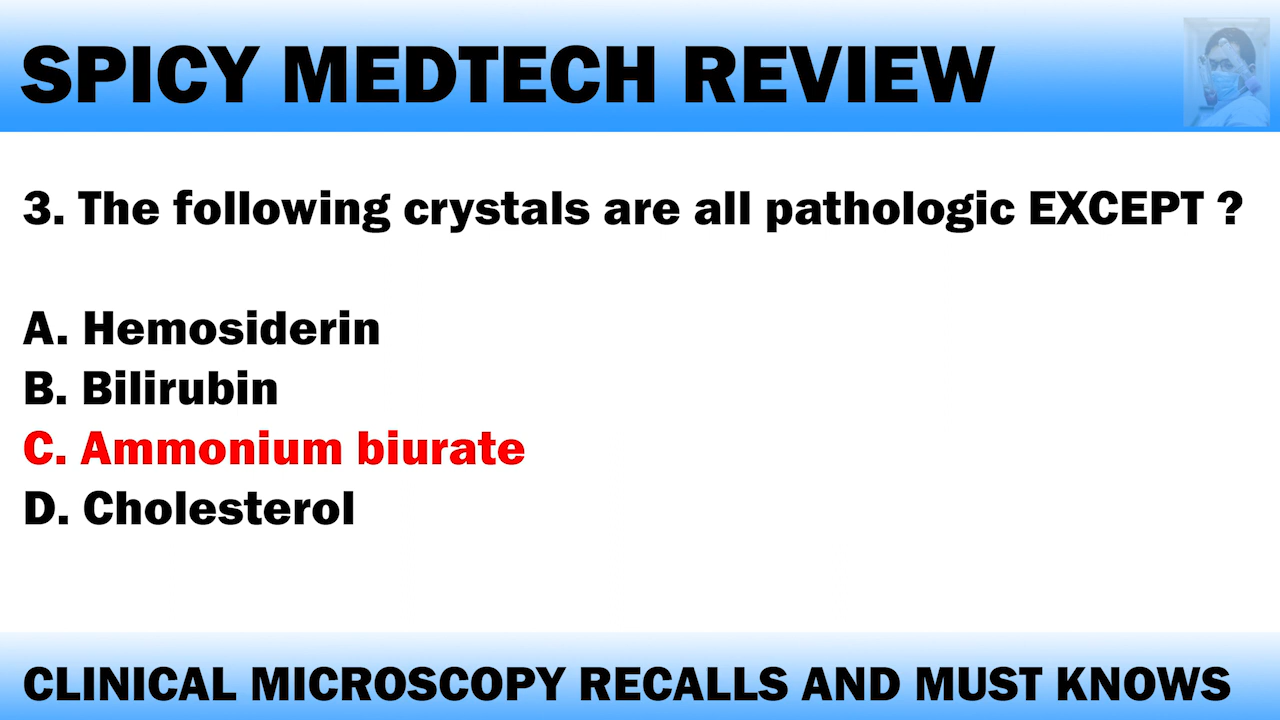 SPICY MEDTECH REVIEW
3. The following crystals are all pathologic EXCEPT ?
A. Hemosiderin
B. Bilirubin
C. Ammonium biurate
D. Cholesterol
CLINICAL MICROSCOPY RECALLS AND MUST KNOWS